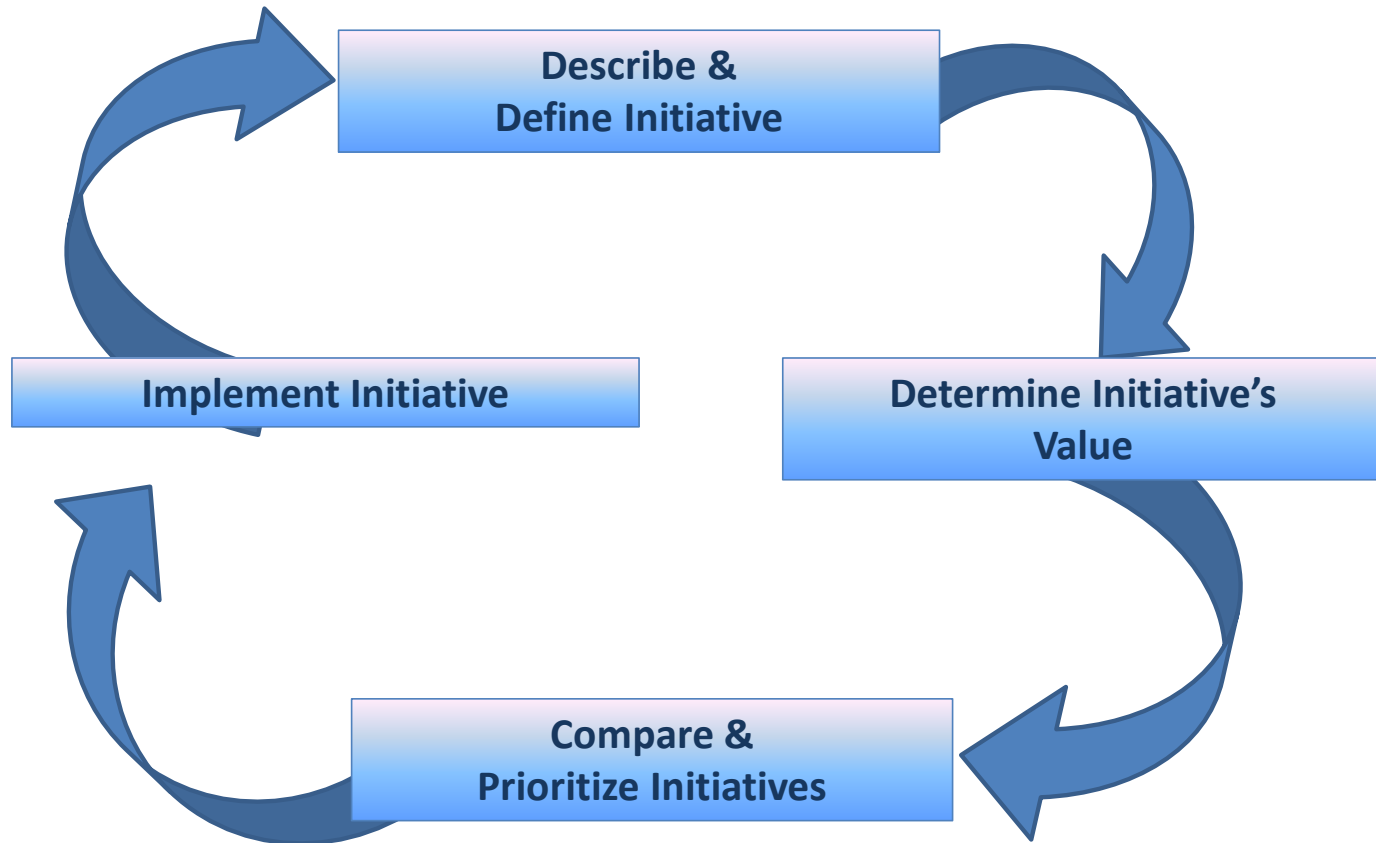 Describe &
Define Initiative
Implement Initiative
Determine Initiative’s
Value
Compare &
Prioritize Initiatives